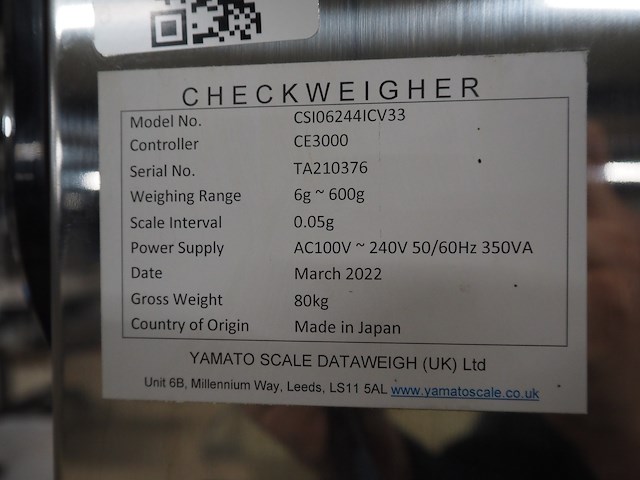 CHECKWEIGHER
Model No. CSI06244ICV33
Controller CE3000
Serial No. TA210376
Weighing Range 6g ~ 600g
Scale Interval 0.05g
Power Supply AC100V ~ 240V 50/60Hz 350VA
Date March 2022
Gross Weight 80kg
Country of Origin Made in Japan
YAMATO SCALE DATAWEIGH (UK) Ltd
Unit 6B, Millennium Way, Leeds, LS11 5AL www.yamatoscale.co.uk